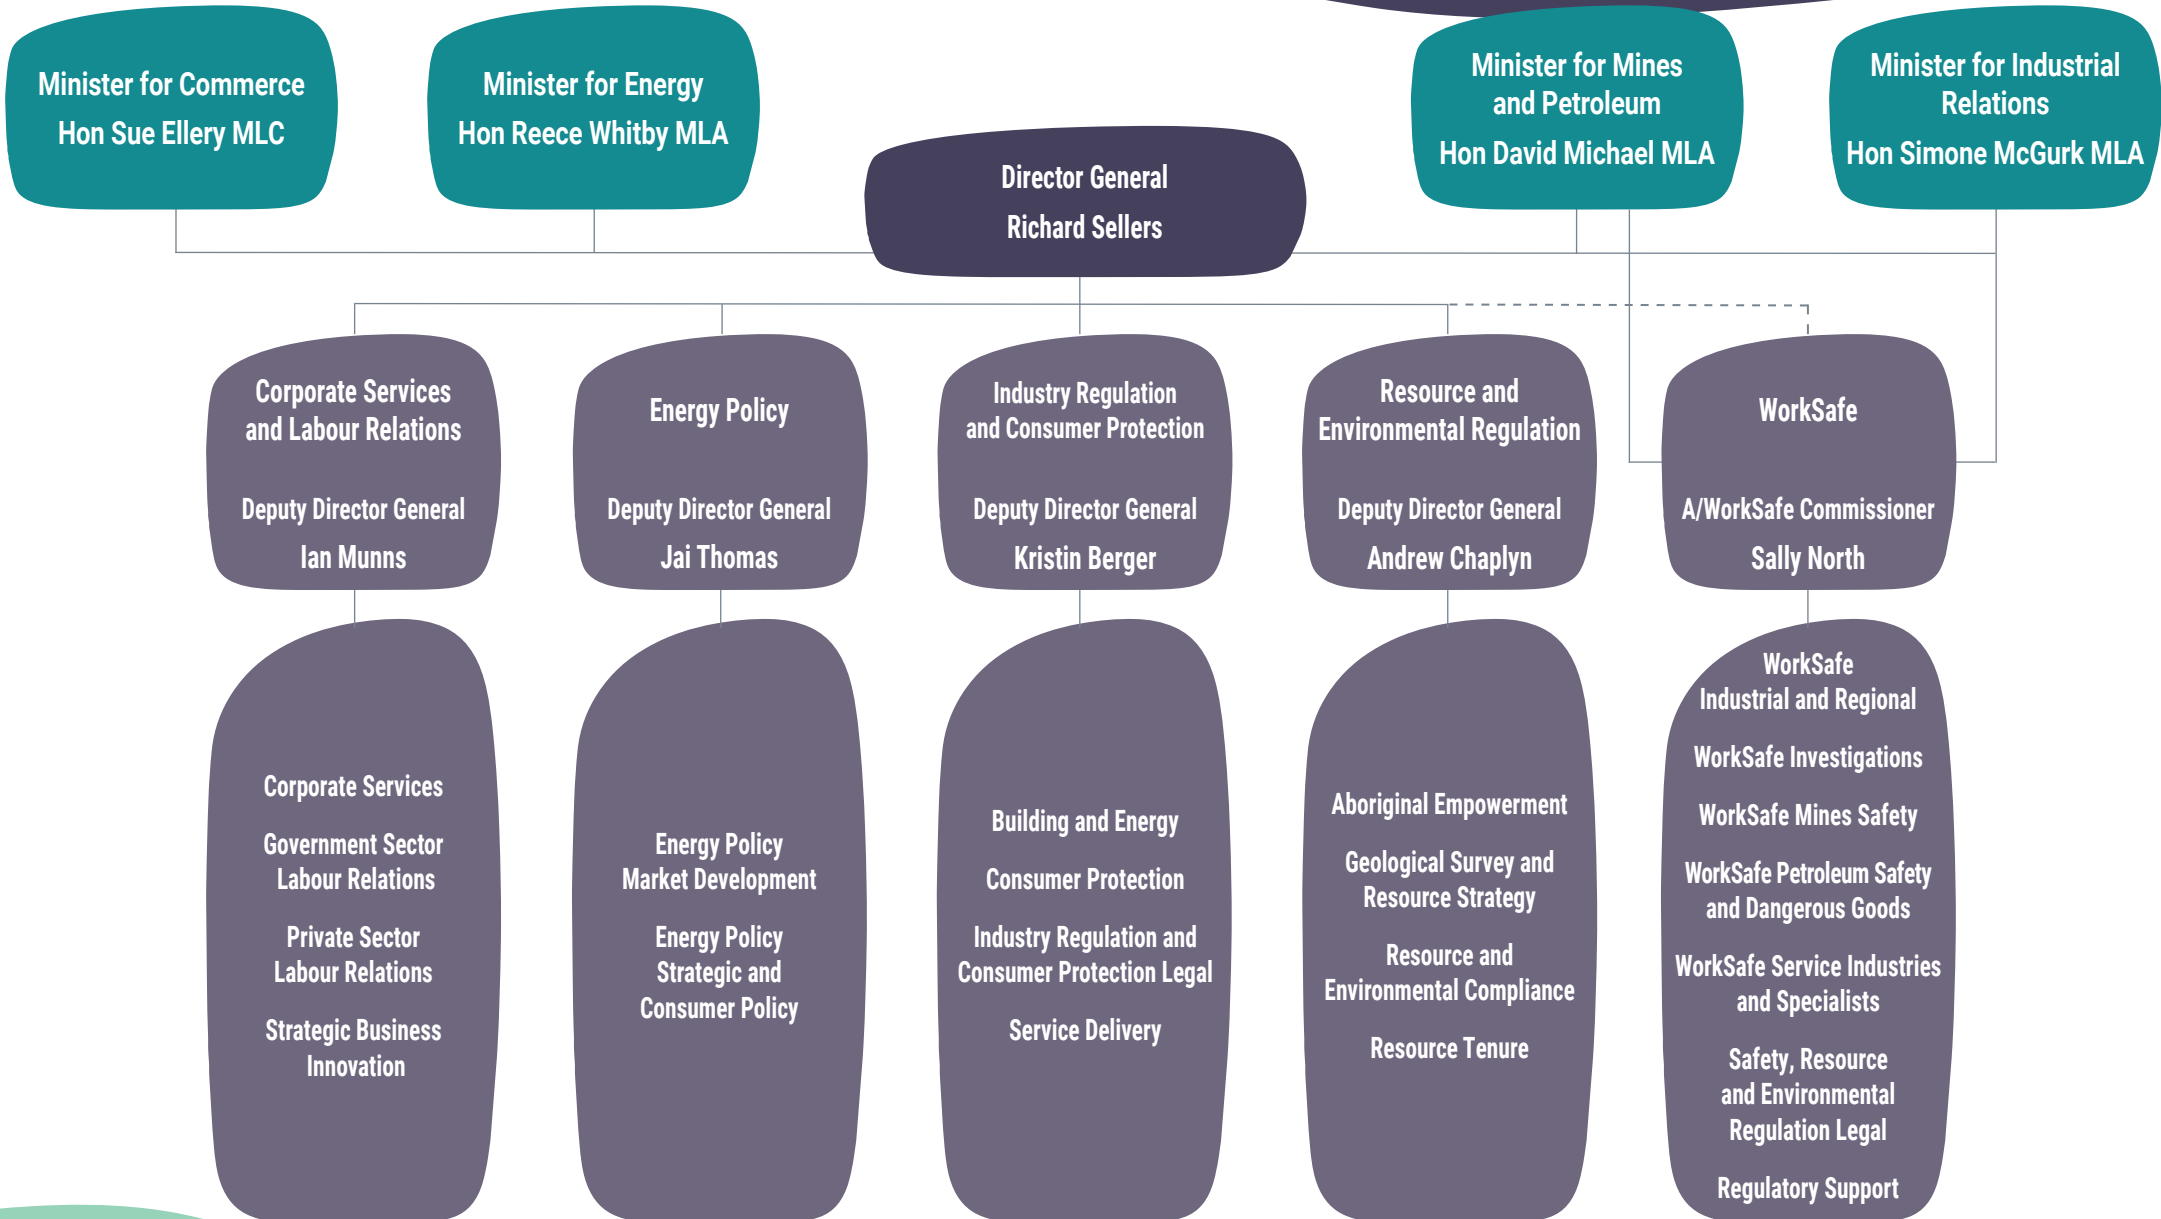 Minister for Commerce
Hon Sue Ellery MLC
Minister for Energy
Hon Reece Whitby MLA
Director General
Richard Sellers
Minister for Mines
and Petroleum
Hon David Michael MLA
Minister for Industrial
Relations
Hon Simone McGurk MLA
Corporate Services
and Labour Relations
Deputy Director General
Ian Munns
Energy Policy
Deputy Director General
Jai Thomas
Industry Regulation
and Consumer Protection
Deputy Director General
Kristin Berger
Resource and
Environmental Regulation
Deputy Director General
Andrew Chaplyn
WorkSafe
A/WorkSafe Commissioner
Sally North
Corporate Services
Government Sector
Labour Relations
Private Sector
Labour Relations
Strategic Business
Innovation
Energy Policy
Market Development
Energy Policy
Strategic and
Consumer Policy
Building and Energy
Consumer Protection
Industry Regulation and
Consumer Protection Legal
Service Delivery
Aboriginal Empowerment
Geological Survey and
Resource Strategy
Resource and
Environmental Compliance
Resource Tenure
WorkSafe
Industrial and Regional
WorkSafe Investigations
WorkSafe Mines Safety
WorkSafe Petroleum Safety
and Dangerous Goods
WorkSafe Service Industries
and Specialists
Safety, Resource
and Environmental
Regulation Legal
Regulatory Support